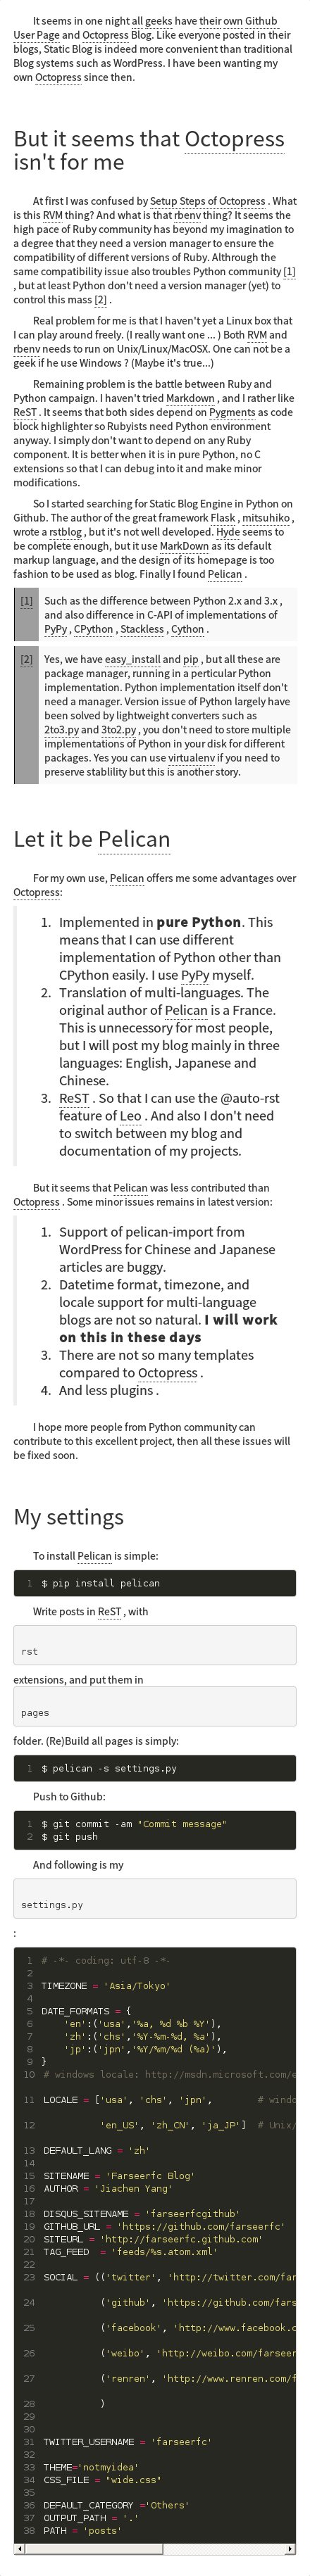 It seems in one night all geeks have their own Github
User Page and Octopress Blog. Like everyone posted in their
blogs, Static Blog is indeed more convenient than traditional
Blog systems such as WordPress. I have been wanting my
own Octopress since then.
But it seems that Octopress
isn't for me
At first I was confused by Setup Steps of Octopress . What
is this RVM thing? And what is that rbenv thing? It seems the
high pace of Ruby community has beyond my imagination to
a degree that they need a version manager to ensure the
compatibility of different versions of Ruby. Althrough the
same compatibility issue also troubles Python community [1]
, but at least Python don't need a version manager (yet) to
control this mass [2] .
Real problem for me is that I haven't yet a Linux box that
I can play around freely. (I really want one ... ) Both RVM and
rbenv needs to run on Unix/Linux/MacOSX. One can not be a
geek if he use Windows ? (Maybe it's true...)
Remaining problem is the battle between Ruby and
Python campaign. I haven't tried Markdown , and I rather like
ReST . It seems that both sides depend on Pygments as code
block highlighter so Rubyists need Python environment
anyway. I simply don't want to depend on any Ruby
component. It is better when it is in pure Python, no C
extensions so that I can debug into it and make minor
modifications.
So I started searching for Static Blog Engine in Python on
Github. The author of the great framework Flask , mitsuhiko ,
wrote a rstblog , but it's not well developed. Hyde seems to
be complete enough, but it use MarkDown as its default
markup language, and the design of its homepage is too
fashion to be used as blog. Finally I found Pelican .
[1] Such as the difference between Python 2.x and 3.x ,
and also difference in C-API of implementations of
PyPy , CPython , Stackless , Cython .
[2] Yes, we have easy_install and pip , but all these are
package manager, running in a perticular Python
implementation. Python implementation itself don't
need a manager. Version issue of Python largely have
been solved by lightweight converters such as
2to3.py and 3to2.py , you don't need to store multiple
implementations of Python in your disk for different
packages. Yes you can use virtualenv if you need to
preserve stablility but this is another story.
Let it be Pelican
For my own use, Pelican offers me some advantages over
Octopress:
1. Implemented in pure Python. This
means that I can use different
implementation of Python other than
CPython easily. I use PyPy myself.
2. Translation of multi-languages. The
original author of Pelican is a France.
This is unnecessary for most people,
but I will post my blog mainly in three
languages: English, Japanese and
Chinese.
3. ReST . So that I can use the @auto-rst
feature of Leo . And also I don't need
to switch between my blog and
documentation of my projects.
But it seems that Pelican was less contributed than
Octopress . Some minor issues remains in latest version:
1. Support of pelican-import from
WordPress for Chinese and Japanese
articles are buggy.
2. Datetime format, timezone, and
locale support for multi-language
blogs are not so natural. I will work
on this in these days
3. There are not so many templates
compared to Octopress .
4. And less plugins .
I hope more people from Python community can
contribute to this excellent project, then all these issues will
be fixed soon.
My settings
To install Pelican is simple:
1 $ pip install pelican
Write posts in ReST , with
rst
extensions, and put them in
pages
folder. (Re)Build all pages is simply:
1 $ pelican -s settings.py
Push to Github:
1 $ git commit -am "Commit message"
2 $ git push
And following is my
settings.py
:
1 # -*- coding: utf-8 -*-
2
3 TIMEZONE = 'Asia/Tokyo'
4
5 DATE_FORMATS = {
6 'en':('usa','%a, %d %b %Y'),
7 'zh':('chs','%Y-%m-%d, %a'),
8 'jp':('jpn','%Y/%m/%d (%a)'),
9 }
10 # windows locale: http://msdn.microsoft.com/e
11 LOCALE = ['usa', 'chs', 'jpn', # windo
12 'en_US', 'zh_CN', 'ja_JP'] # Unix/
13 DEFAULT_LANG = 'zh'
14
15 SITENAME = 'Farseerfc Blog'
16 AUTHOR = 'Jiachen Yang'
17
18 DISQUS_SITENAME = 'farseerfcgithub'
19 GITHUB_URL = 'https://github.com/farseerfc'
20 SITEURL = 'http://farseerfc.github.com'
21 TAG_FEED = 'feeds/%s.atom.xml'
22
23 SOCIAL = (('twitter', 'http://twitter.com/far
24 ('github', 'https://github.com/fars
25 ('facebook', 'http://www.facebook.c
26 ('weibo', 'http://weibo.com/farseer
27 ('renren', 'http://www.renren.com/f
28 )
29
30
31 TWITTER_USERNAME = 'farseerfc'
32
33 THEME='notmyidea'
34 CSS_FILE = "wide.css"
35
36 DEFAULT_CATEGORY ='Others'
37 OUTPUT_PATH = '.'
38 PATH = 'posts'